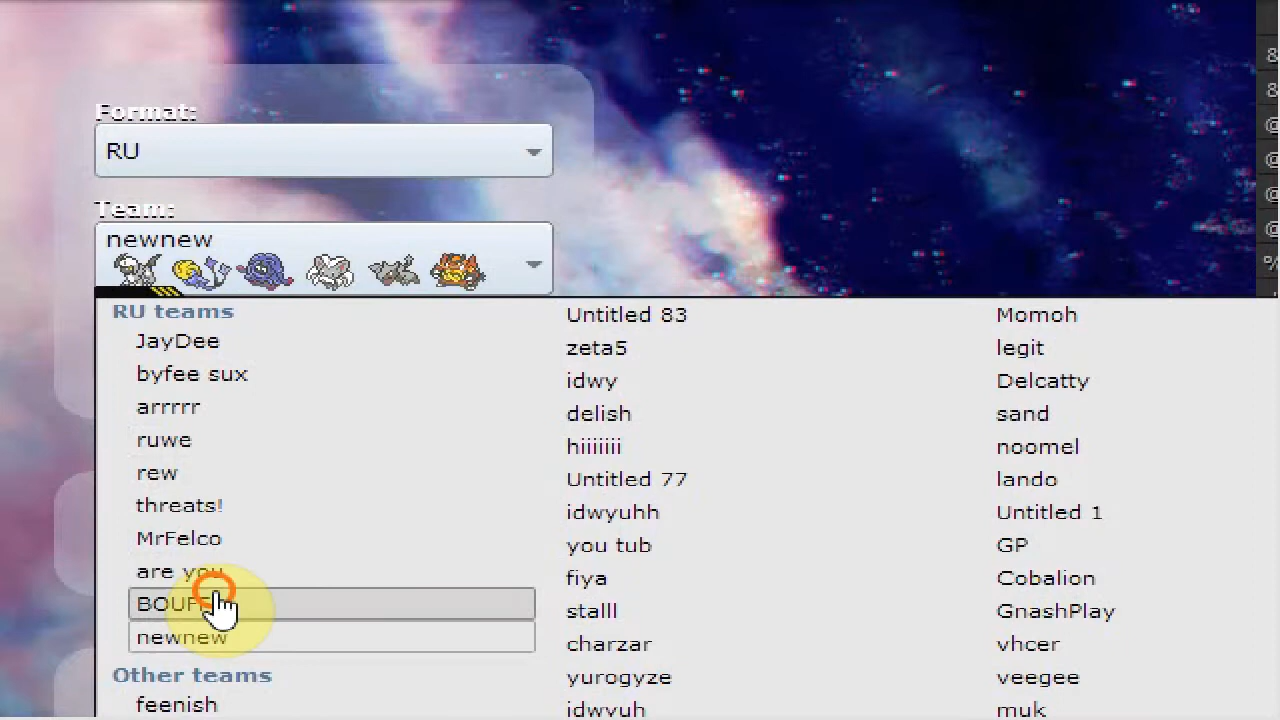 Format:
RU
Team:
newnew
RU teams
JayDee
byfee sux
arrrrr
ruwe
rew
threats!
MrFelco
are you
newnew
Other teams
feenish
Untitled 83
zeta5
idwy
delish
hiiiiiii
Untitled 77
idwyuhh
you tub
fiya
stalll
charzar
yurogyze
idwyuh
Momoh
legit
Delcatty
sand
noomel
lando
Untitled 1
GP
Cobalion
GnashPlay
vhcer
veegee
muk